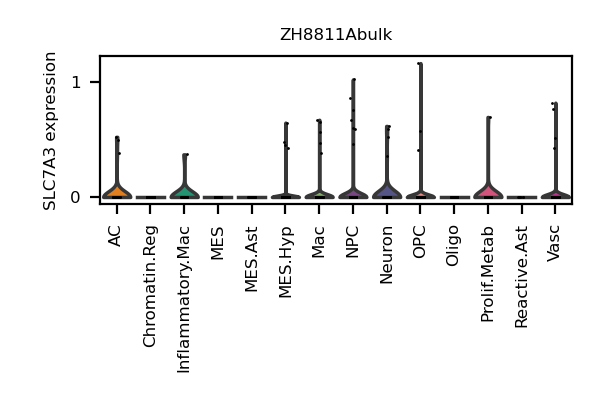 ZH8811Abulk
SLC7A3 expression
1
0
AC
Chromatin.Reg
Inflammatory.Mac
MES
MES.Ast
MES.Hyp
Mac
NPC
Neuron
OPC
Oligo
Prolif.Metab
Reactive.Ast
Vasc